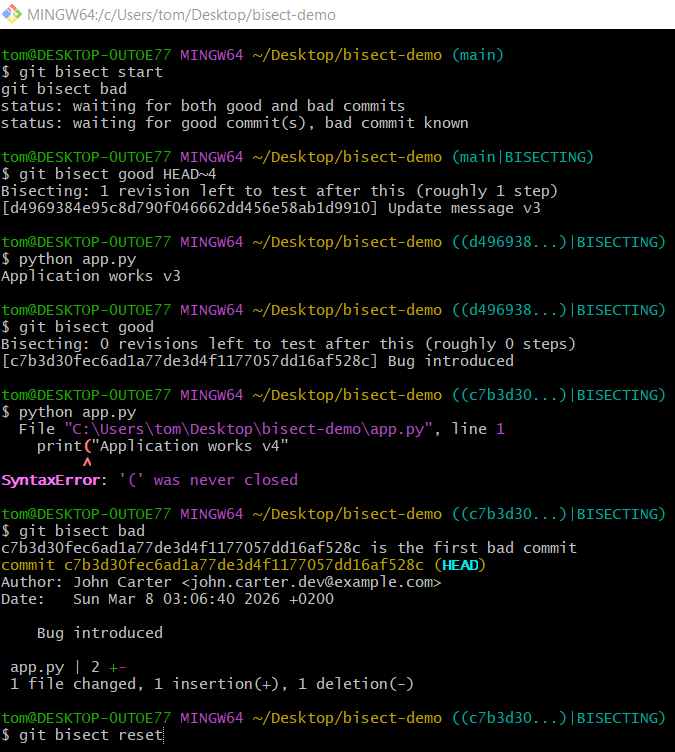 MINGW64:/c/Users/tom/Desktop/bisect-demo
tom@DESKTOP-OUTOE77 MINGW64 ~/Desktop/bisect-demo (main)
$ git bisect start
git bisect bad
status: waiting for both good and bad commits
status: waiting for good commit(s), bad commit known
tom@DESKTOP-OUTOE77 MINGW64 ~/Desktop/bisect-demo (main|BISECTING)
$ git bisect good HEAD~4
Bisecting: 1 revision left to test after this (roughly 1 step)
[d4969384e95c8d790f046662dd456e58ab1d9910] Update message v3
tom@DESKTOP-OUTOE77 MINGW64 ~/Desktop/bisect-demo ((d496938...)|BISECTING)
$ python app.py
Application works v3
tom@DESKTOP-OUTOE77 MINGW64 ~/Desktop/bisect-demo ((d496938...)|BISECTING)
$ git bisect good
Bisecting: 0 revisions left to test after this (roughly 0 steps)
[c7b3d30fec6ad1a77de3d4f1177057dd16af528c] Bug introduced
tom@DESKTOP-OUTOE77 MINGW64 ~/Desktop/bisect-demo ((c7b3d30...)|BISECTING)
$ python app.py
  File "C:\Users\tom\Desktop\bisect-demo\app.py", line 1
    print("Application works v4"
         ^
SyntaxError: '(' was never closed
tom@DESKTOP-OUTOE77 MINGW64 ~/Desktop/bisect-demo ((c7b3d30...)|BISECTING)
$ git bisect bad
c7b3d30fec6ad1a77de3d4f1177057dd16af528c is the first bad commit
commit c7b3d30fec6ad1a77de3d4f1177057dd16af528c (HEAD)
Author: John Carter <john.carter.dev@example.com>
Date:   Sun Mar 8 03:06:40 2026 +0200
    Bug introduced
 app.py | 2 +-
 1 file changed, 1 insertion(+), 1 deletion(-)
tom@DESKTOP-OUTOE77 MINGW64 ~/Desktop/bisect-demo ((c7b3d30...)|BISECTING)
$ git bisect reset